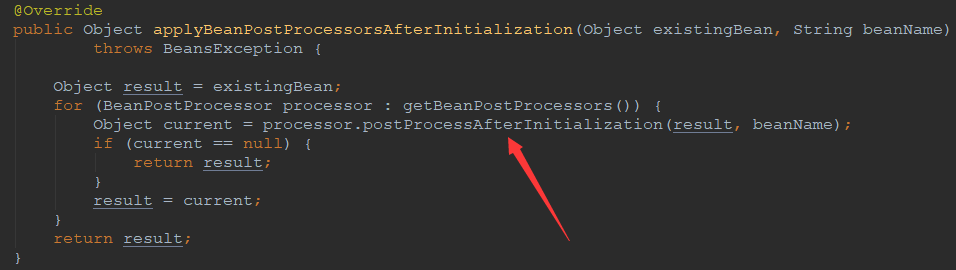 @Override
public Object applyBeanPostProcessorsAfterInitialization(Object existingBean, String beanName)
throws BeansException {
Object result = existingBean;
for (BeanPostProcessor processor : getBeanPostProcessors()) {
Object current = processor.postProcessAfterInitialization(result, beanName);
if (current == null) {
return result;
}
result = current;
}
return result;
}